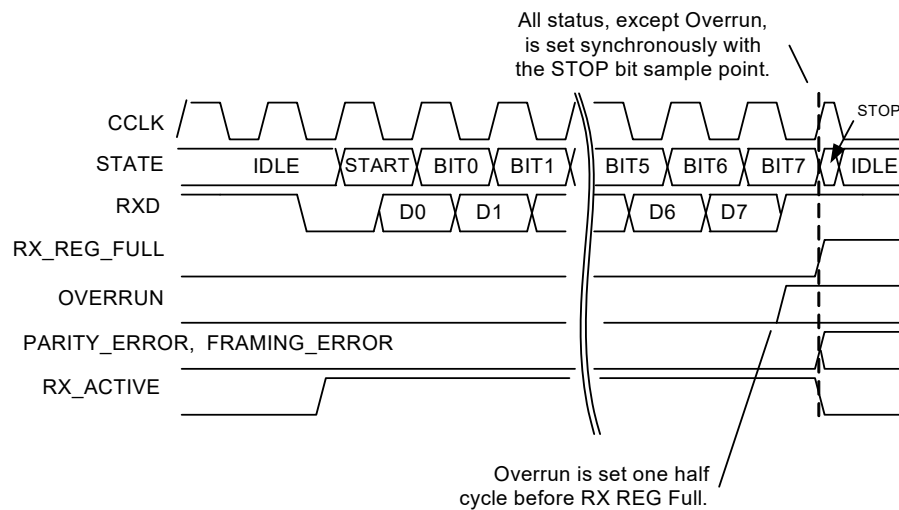 All status, except Overrun,
is set synchronously with
the STOP bit sample point.
CCLK
STOP
STATE
IDLE START BIT0 BIT1 BIT5 BIT6 BIT7 IDLE
RXD
D0 D1 D6 D7
RX_REG_FULL
OVERRUN
PARITY_ERROR, FRAMING_ERROR
RX_ACTIVE
Overrun is set one half
cycle before RX REG Full.